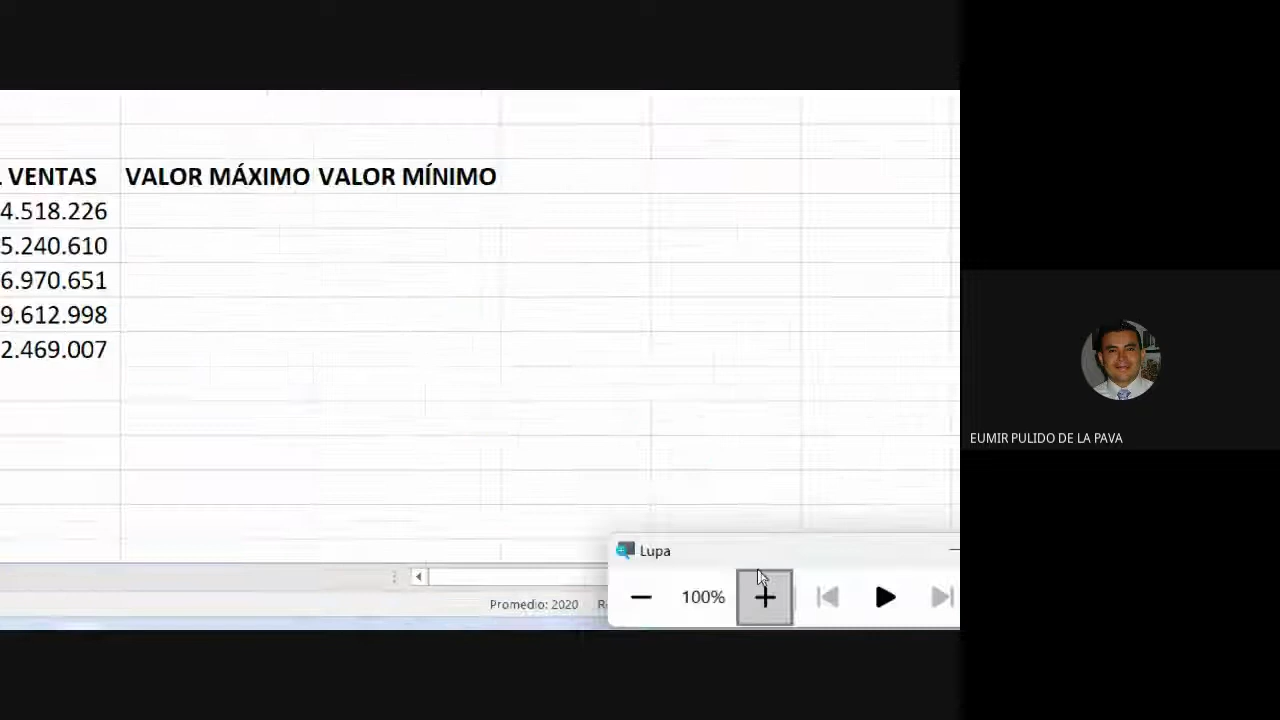 VENTAS VALOR MÁXIMO VALOR MÍNIMO
4.518.226
5.240.610
6.970.651
9.612.998
2.469.007
EUMIR PULIDO DE LA PAVA
Lupa
100%
Promedio: 2020